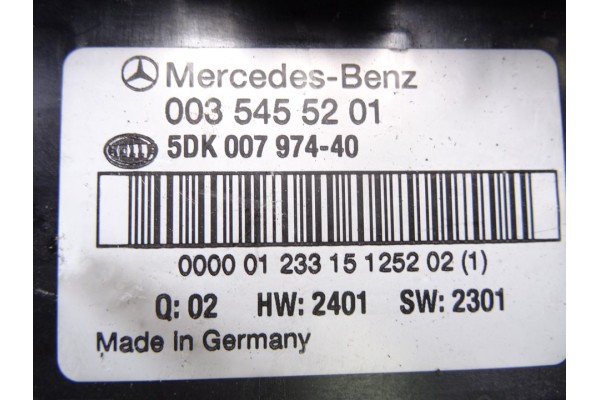 Mercedes-Benz
003 545 52 01
HELLA 5DK 007 974-40
0000 01 233 15 1252 02 (1)
Q: 02 HW: 2401 SW: 2301
Made in Germany